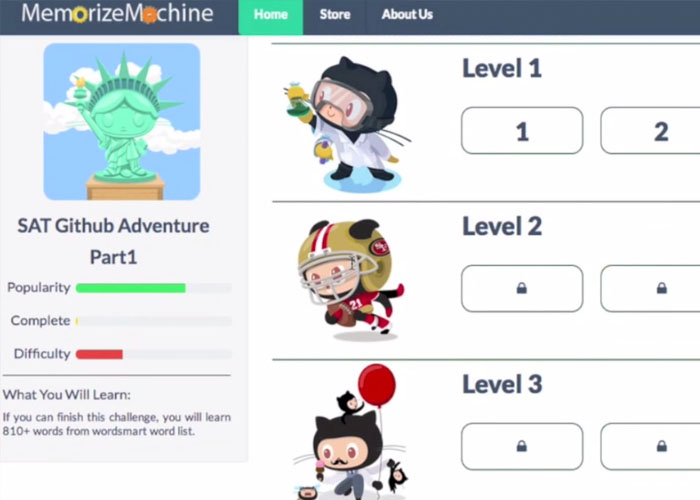 MemorizeMachine
Home
Store
About Us
SAT Github Adventure
Part1
Popularity
Complete
Difficulty
What You Will Learn:
If you can finish this challenge, you will learn
810+ words from wordsmart word list.
Level 1
1
2
Level 2
21
Level 3